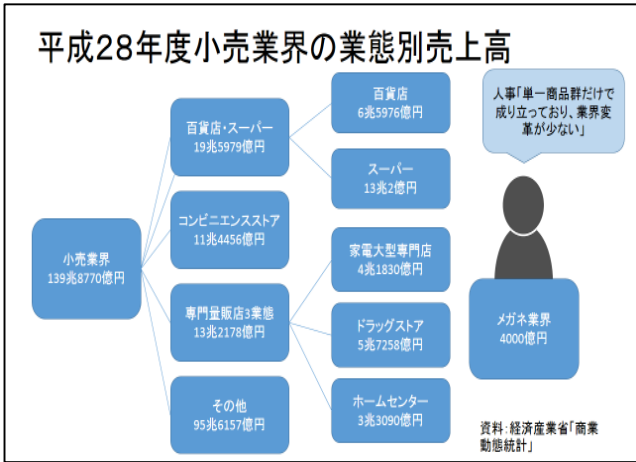 平成28年度小売業界の業態別売上高
小売業界
139兆8770億円
百貨店・スーパー
19兆5979億円
コンビニエンスストア
11兆4456億円
専門量販店3業態
13兆2178億円
その他
95兆6157億円
百貨店
6兆5976億円
スーパー
13兆2億円
家電大型専門店
4兆1830億円
ドラッグストア
5兆7258億円
ホームセンター
3兆3090億円
人事「単一商品群だけで
成り立っており、業界変
革が少ない」
メガネ業界
4000億円
資料：経済産業省「商業
動態統計」